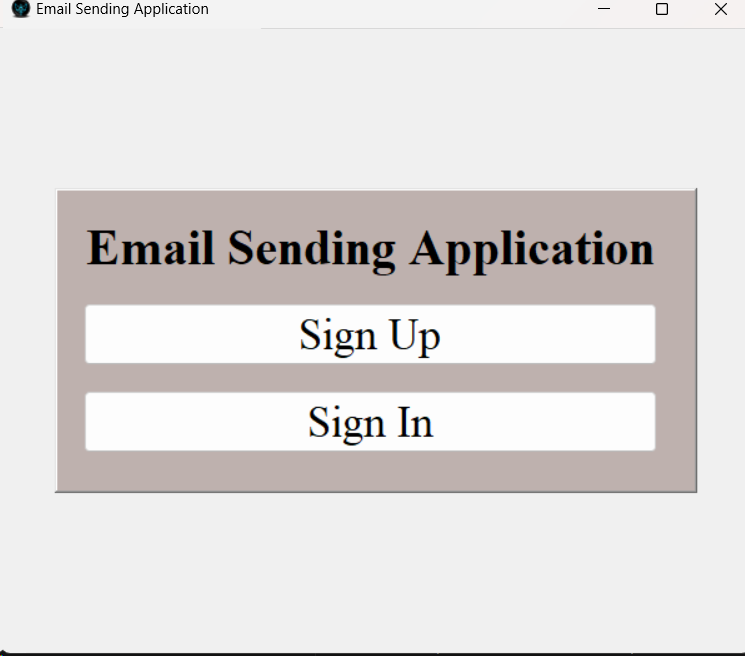 Email Sending Application
Email Sending Application
Sign Up
Sign In